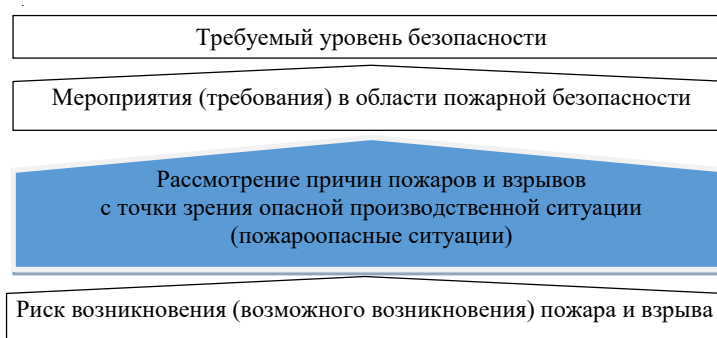 Требуемый уровень безопасности
Мероприятия (требования) в области пожарной безопасности
Рассмотрение причин пожаров и взрывов
с точки зрения опасной производственной ситуации
(пожароопасные ситуации)
Риск возникновения (возможного возникновения) пожара и взрыва